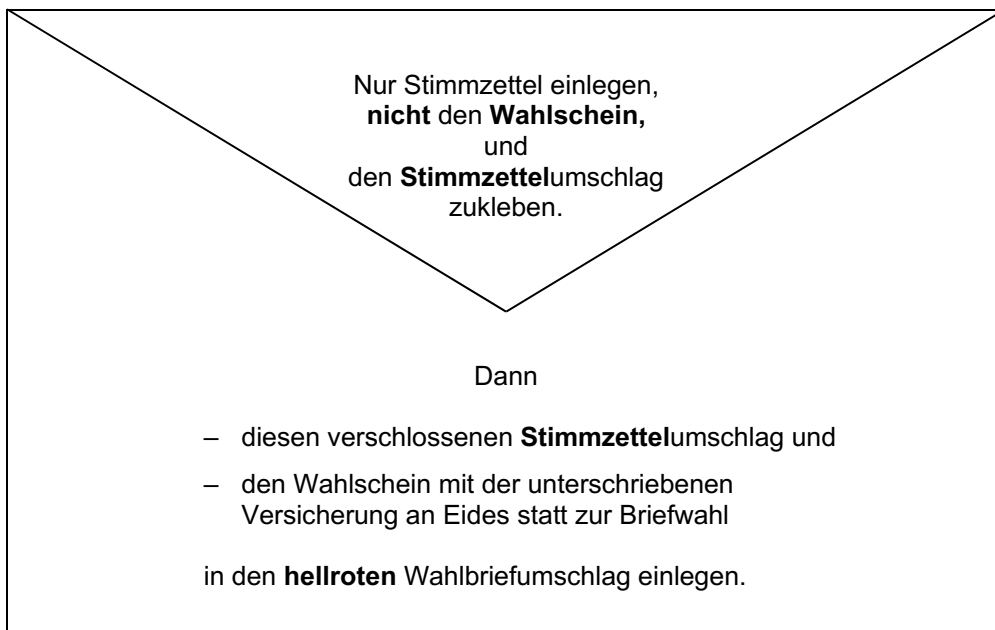 Nur Stimmzettel einlegen,
nicht den Wahlschein,
und
den Stimmzettelumschlag
zukleben.
Dann
– diesen verschlossenen Stimmzettelumschlag und
– den Wahlschein mit der unterschriebenen
Versicherung an Eides statt zur Briefwahl
in den hellroten Wahlbriefumschlag einlegen.